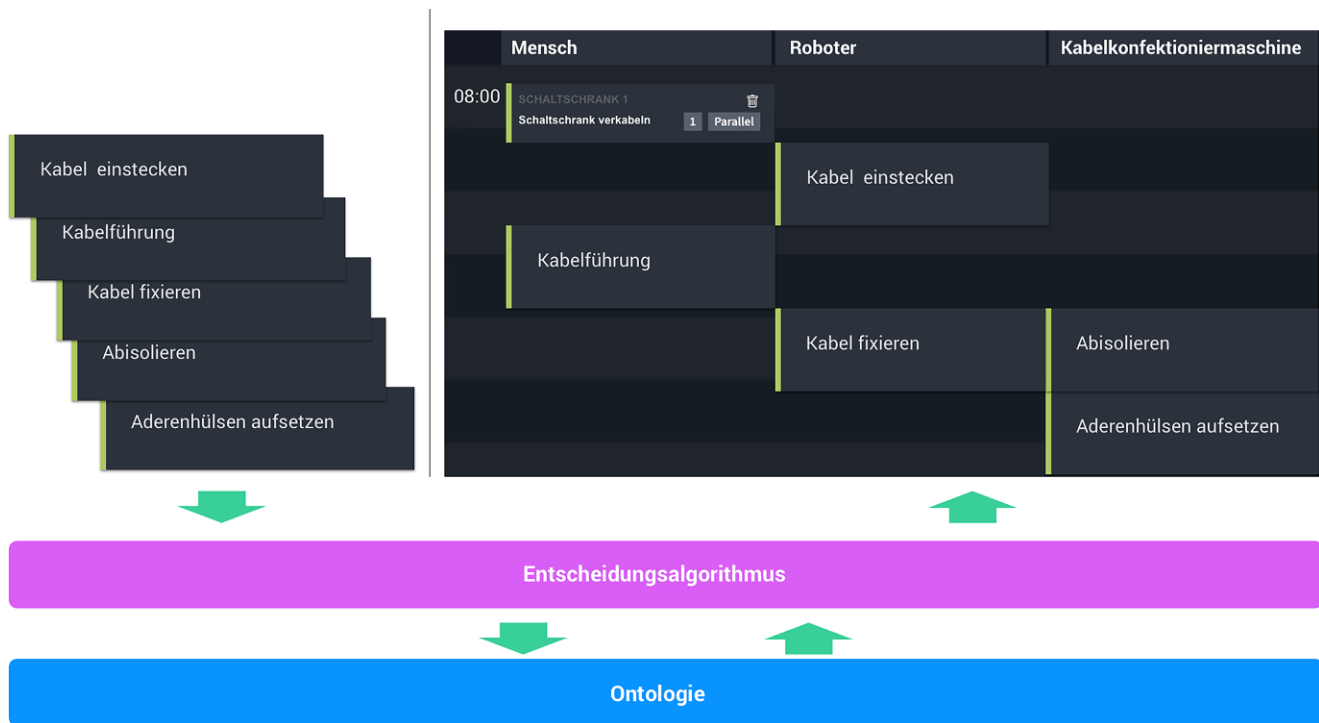 Kabel einstecken
Kabelführung
Kabel fixieren
Abisolieren
Aderenhülsen aufsetzen
Mensch
Roboter
Kabelkonfektioniermaschine
08:00
SCHALTSCHRANK 1
Schaltschrank verkabeln
1
Parallel
Kabel einstecken
Kabelführung
Kabel fixieren
Abisolieren
Aderenhülsen aufsetzen
Entscheidungsalgorithmus
Ontologie